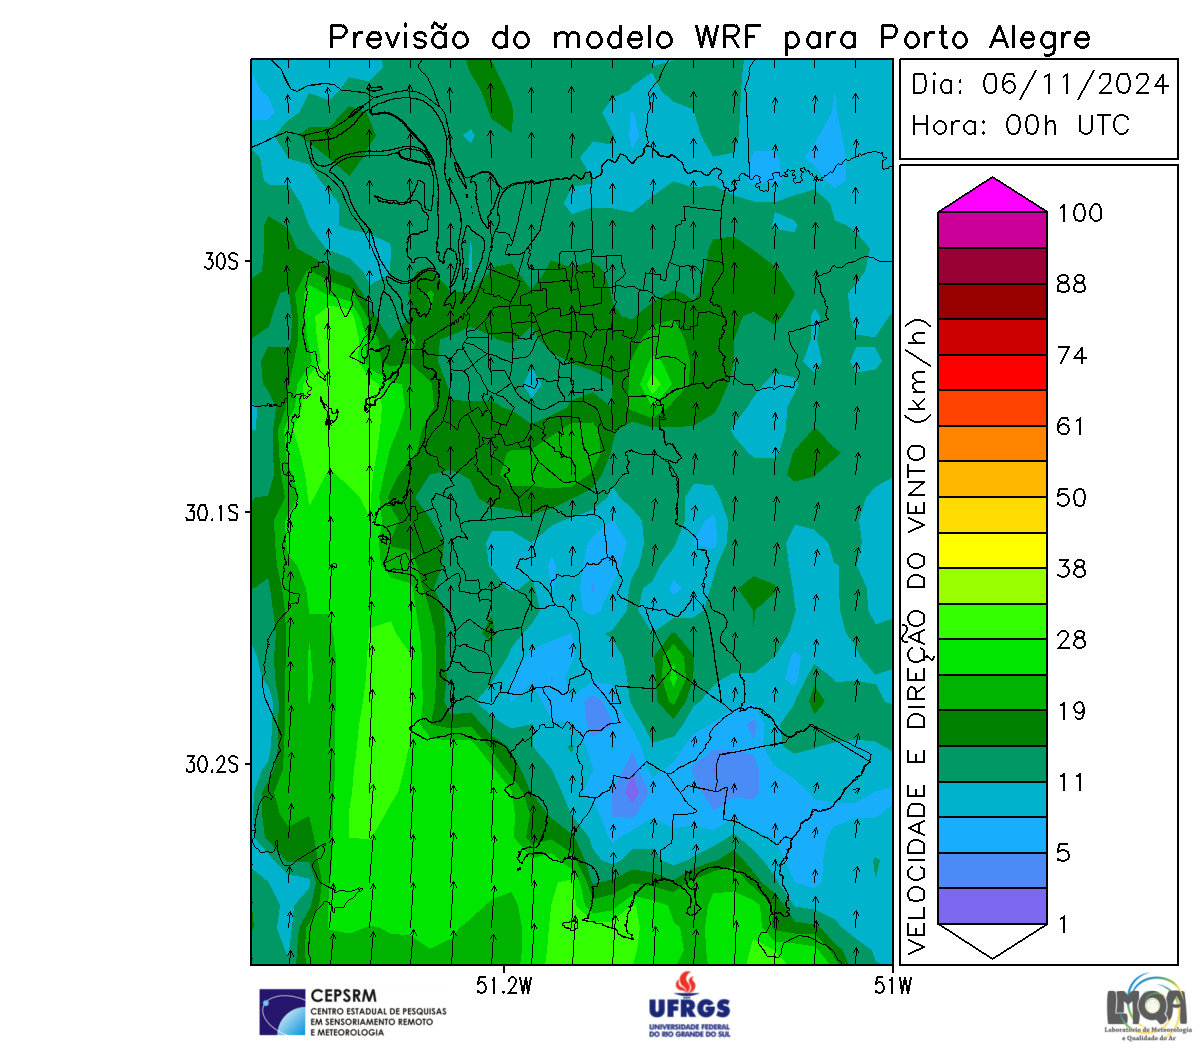 Previsão do modelo WRF para Porto Alegre
Dia: 06/11/2024
Hora: 00h UTC
30S
30.1S
30.2S
51.2W
51W
VELOCIDADE E DIREÇÃO DO VENTO (km/h)
100
88
74
61
50
38
28
19
11
5
1
CEPSRM
CENTRO ESTADUAL DE PESQUISAS
EM SENSORIAMENTO REMOTO
E METEOROLOGIA
UFRGS
UNIVERSIDADE FEDERAL
DO RIO GRANDE DO SUL
LMQA
Laboratório de Meteorologia
e Qualidade do Ar